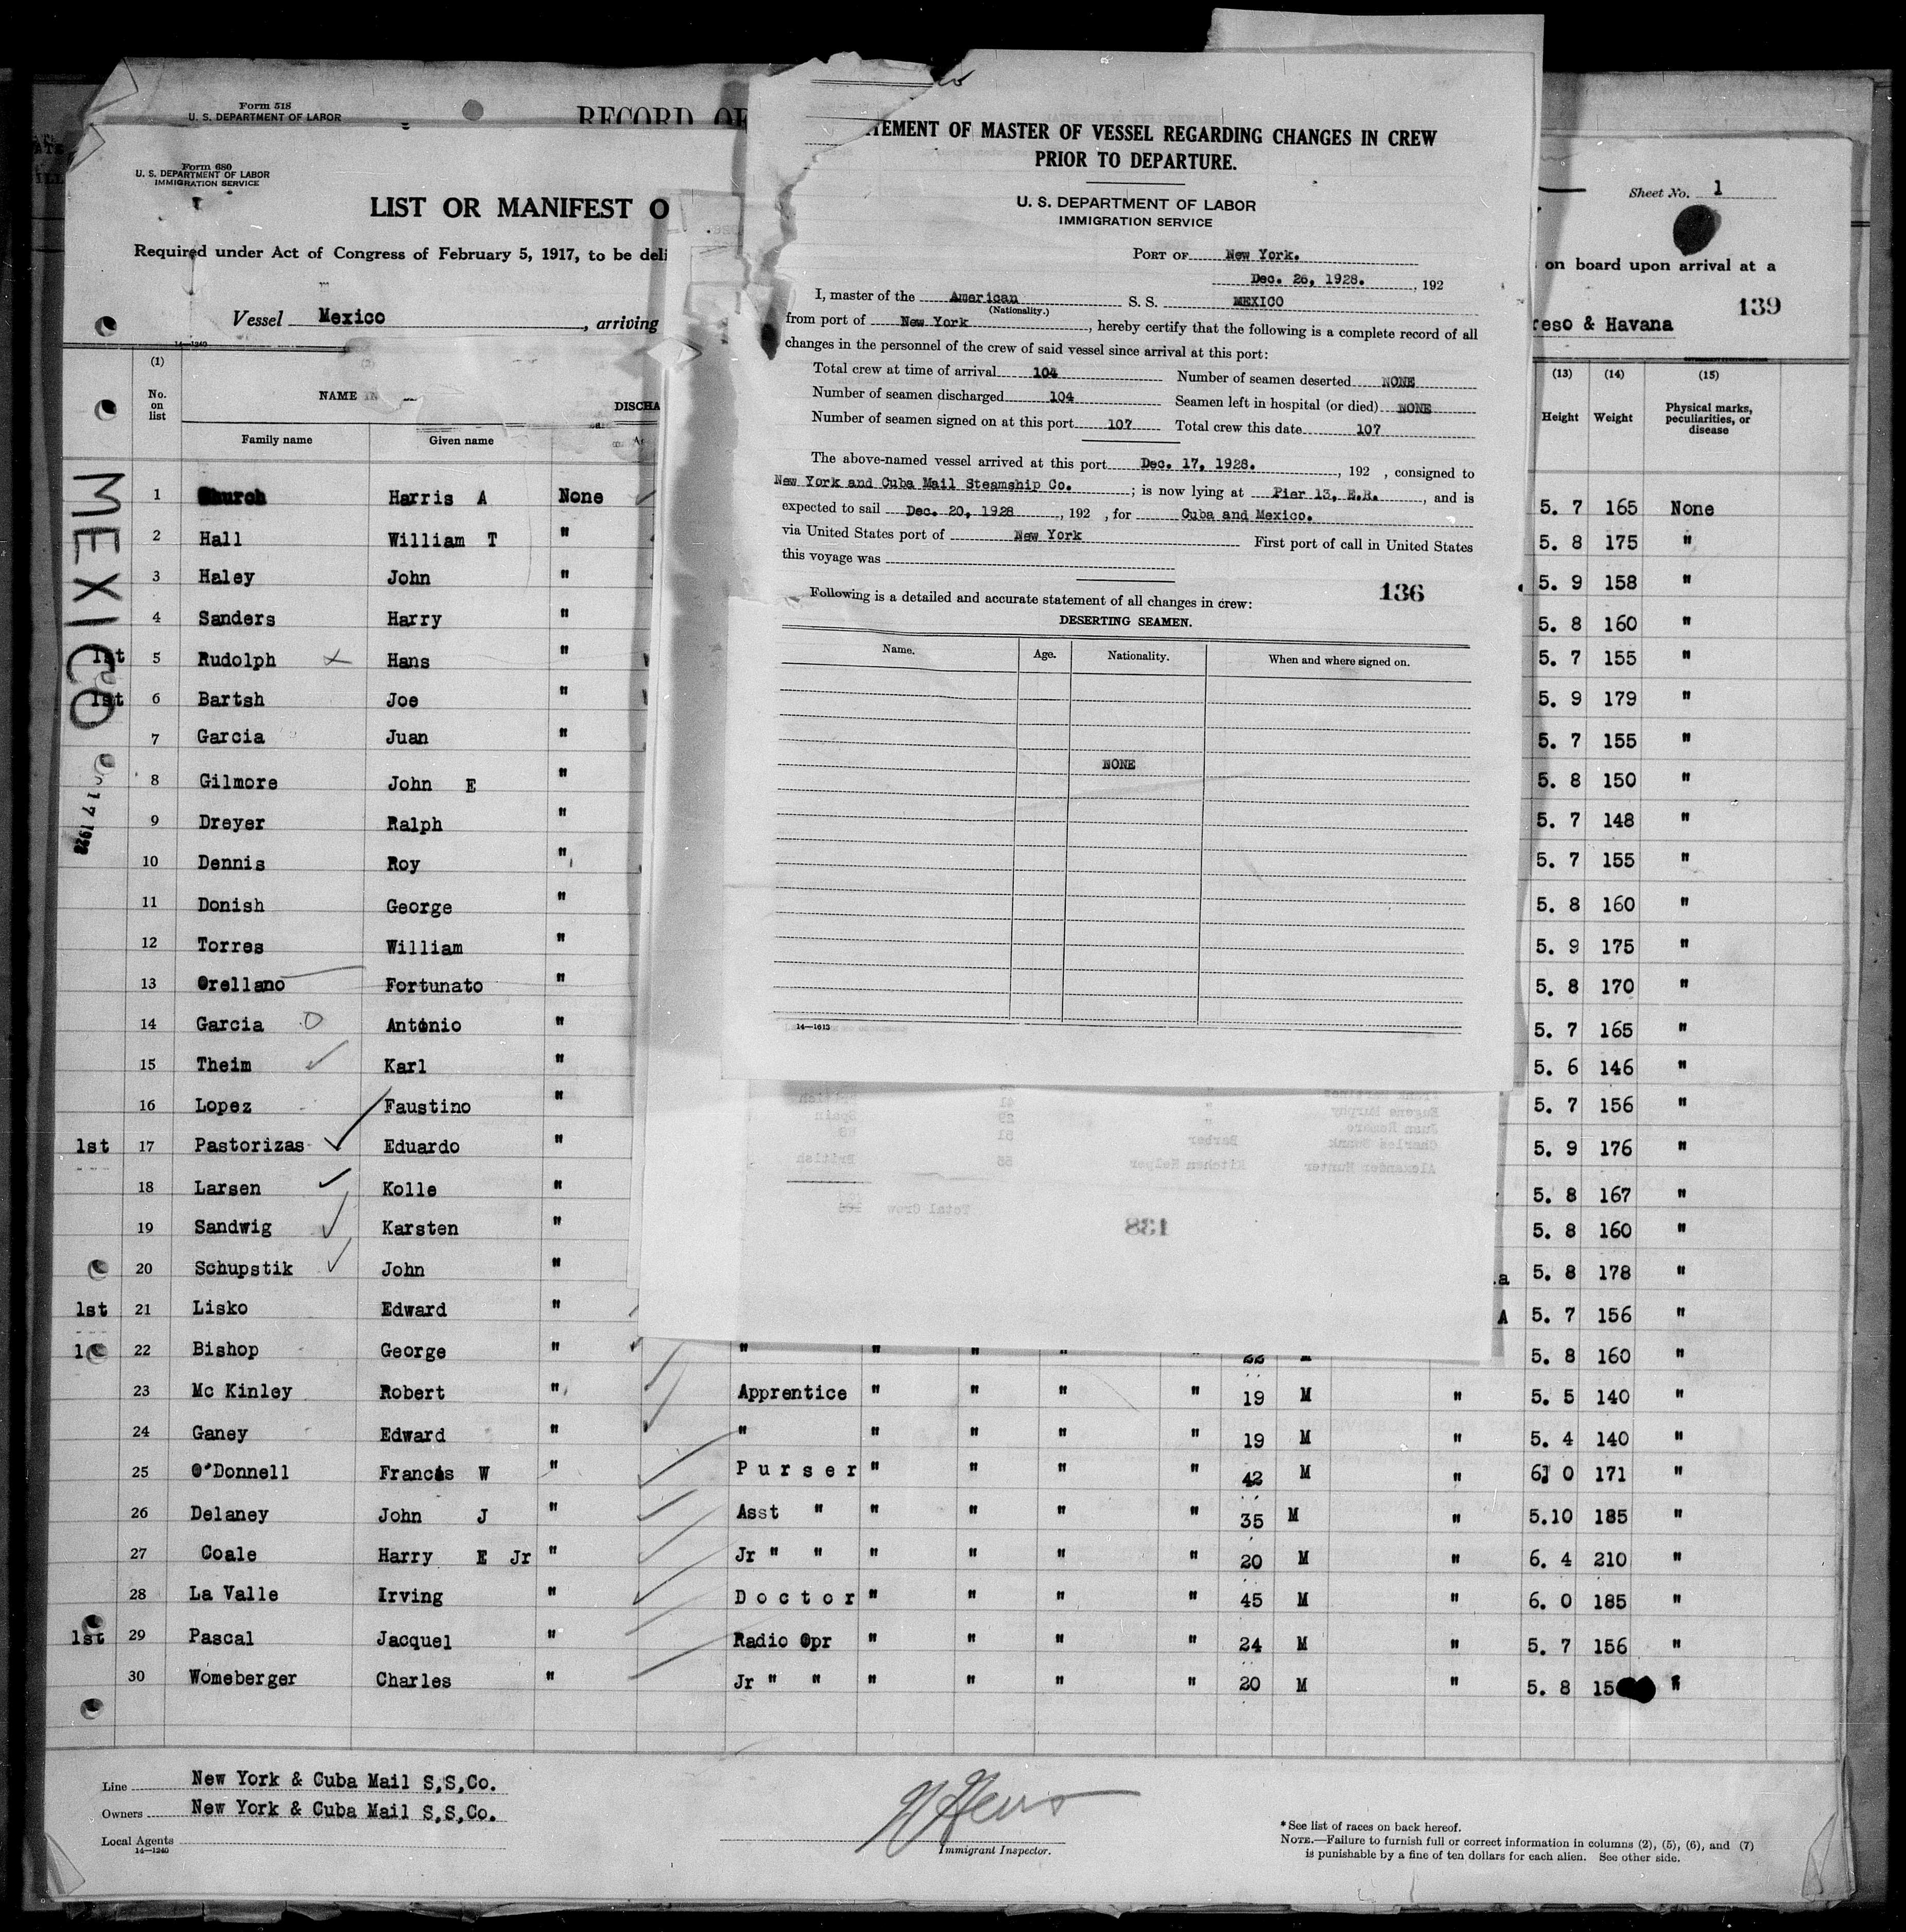 Form 518
U. S. DEPARTMENT OF LABOR
RECORD OF
Form 680
U. S. DEPARTMENT OF LABOR
IMMIGRATION SERVICE
LIST OR MANIFEST O
Required under Act of Congress of February 5, 1917, to be deli
Vessel Mexico, arriving
14—1240
Sheet No. 1
on board upon arrival at a
139
reso & Havana
TEMENT OF MASTER OF VESSEL REGARDING CHANGES IN CREW
PRIOR TO DEPARTURE.
U. S. DEPARTMENT OF LABOR
IMMIGRATION SERVICE
PORT OF New York.
Dec. 26, 1928. , 192
I, master of the American S. S. MEXICO
(Nationality.)
from port of New York, hereby certify that the following is a complete record of all
changes in the personnel of the crew of said vessel since arrival at this port:
Total crew at time of arrival 104 Number of seamen deserted NONE
Number of seamen discharged 104 Seamen left in hospital (or died) NONE
Number of seamen signed on at this port 107 Total crew this date 107
The above-named vessel arrived at this port Dec. 17, 1928. , 192 , consigned to
New York and Cuba Mail Steamship Co. ; is now lying at Pier 13, E.R. , and is
expected to sail Dec. 20, 1928 , 192 , for Cuba and Mexico.
via United States port of New York First port of call in United States
this voyage was
136
Following is a detailed and accurate statement of all changes in crew:
DESERTING SEAMEN.
Name. Age. Nationality. When and where signed on.
NONE
14—1613
138
(1) (13) (14) (15)
No. on list NAME IN DISCHA Height Weight Physical marks, peculiarities, or disease
Family name Given name
MEXICO
17 1928
1 Church Harris A None 5. 7 165 None
2 Hall William T " 5. 8 175 "
3 Haley John " 5. 9 158 "
4 Sanders Harry " 5. 8 160 "
1st 5 Rudolph Hans " 5. 7 155 "
1st 6 Bartsh Joe " 5. 9 179 "
7 Garcia Juan " 5. 7 155 "
8 Gilmore John E " 5. 8 150 "
9 Dreyer Ralph " 5. 7 148 "
10 Dennis Roy " 5. 7 155 "
11 Donish George " 5. 8 160 "
12 Torres William " 5. 9 175 "
13 Orellano Fortunato " 5. 8 170 "
14 Garcia Antonio " 5. 7 165 "
15 Theim Karl " 5. 6 146 "
16 Lopez Faustino " 5. 7 156 "
1st 17 Pastorizas Eduardo " 5. 9 176 "
18 Larsen Kolle " 5. 8 167 "
19 Sandwig Karsten " 5. 8 160 "
20 Schupstik John " 5. 8 178 "
1st 21 Lisko Edward " A 5. 7 156 "
22 Bishop George " " " " " " 5. 8 160 "
23 Mc Kinley Robert " Apprentice " " " " 19 M " 5. 5 140 "
24 Ganey Edward " " " " " " 19 M " 5. 4 140 "
25 O'Donnell Francis W " Purser " " " " 42 M " 6. 0 171 "
26 Delaney John J " Asst " " " " " 35 M " 5.10 185 "
27 Coale Harry E Jr " Jr " " " " " " 20 M " 6. 4 210 "
28 La Valle Irving " Doctor " " " " 45 M " 6. 0 185 "
1st 29 Pascal Jacquel " Radio Opr " " " " 24 M " 5. 7 156 "
30 Womeberger Charles " Jr " " " " " " 20 M " 5. 8 15 "
Line New York & Cuba Mail S,S,Co.
Owners New York & Cuba Mail S,S,Co.
Local Agents
14—1240
Immigrant Inspector.
* See list of races on back hereof.
NOTE.—Failure to furnish full or correct information in columns (2), (5), (6), and (7)
is punishable by a fine of ten dollars for each alien. See other side.